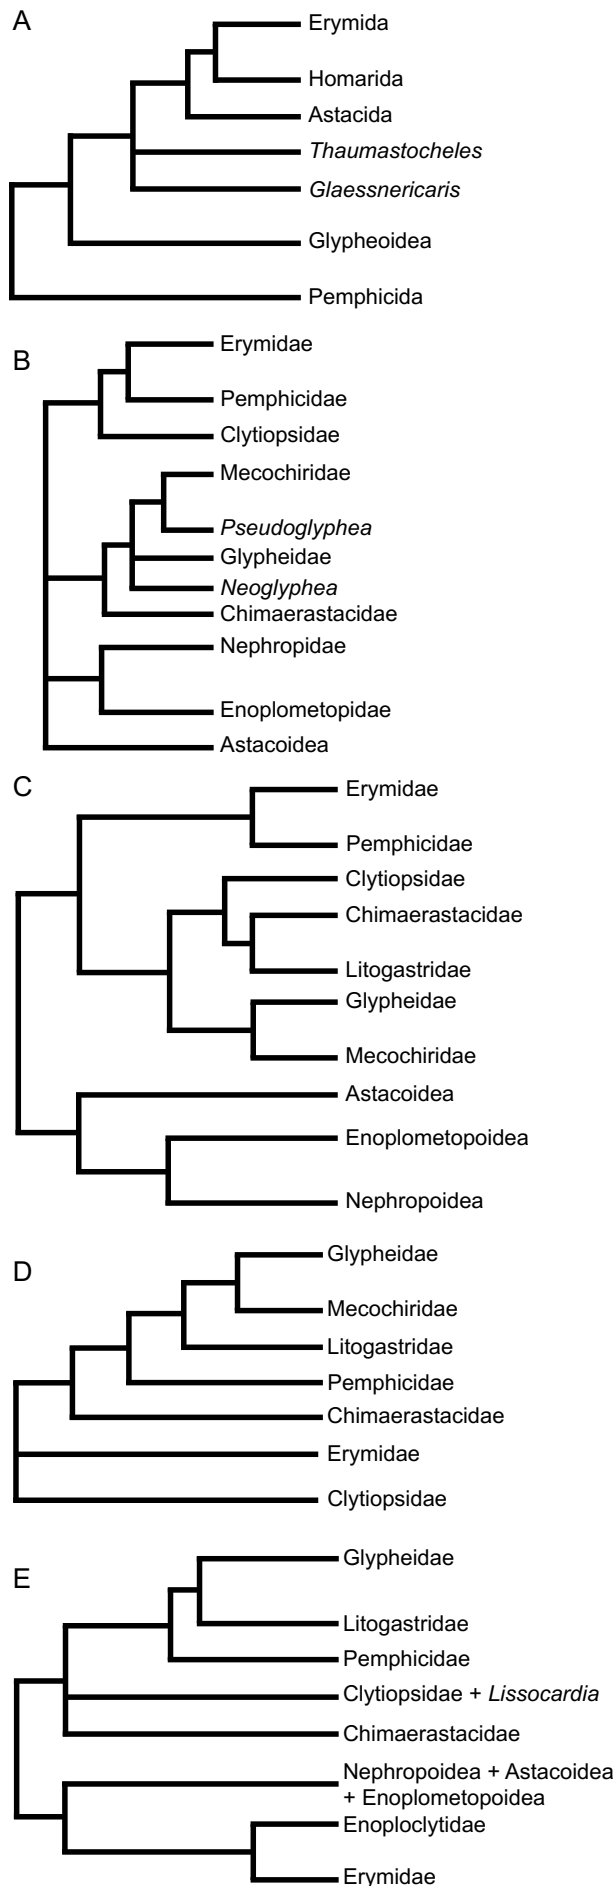 A
Erymida
Homarida
Astacida
Thaumastocheles
Glaessnericaris
Glypheoidea
Pemphicida
B
Erymidae
Pemphicidae
Clytiopsidae
Mecochiridae
Pseudoglyphea
Glypheidae
Neoglyphea
Chimaerastacidae
Nephropidae
Enoplometopidae
Astacoidea
C
Erymidae
Pemphicidae
Clytiopsidae
Chimaerastacidae
Litogastridae
Glypheidae
Mecochiridae
Astacoidea
Enoplometopoidea
Nephropoidea
D
Glypheidae
Mecochiridae
Litogastridae
Pemphicidae
Chimaerastacidae
Erymidae
Clytiopsidae
E
Glypheidae
Litogastridae
Pemphicidae
Clytiopsidae + Lissocardia
Chimaerastacidae
Nephropoidea + Astacoidea
+ Enoplometopoidea
Enoploclytidae
Erymidae